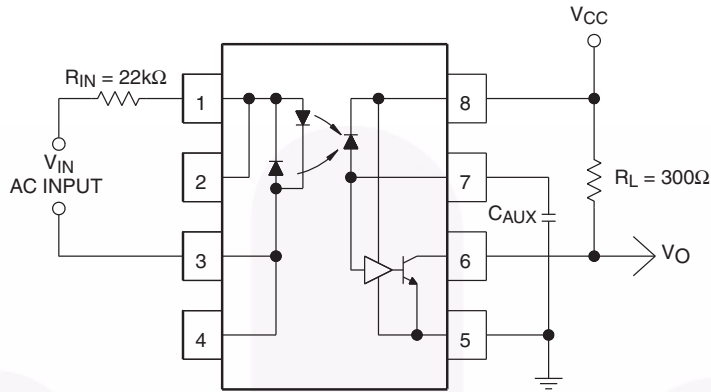 VCC
RIN = 22kΩ
1
8
VIN
AC INPUT
2
7
RL = 300Ω
CAUX
3
6
VO
4
5